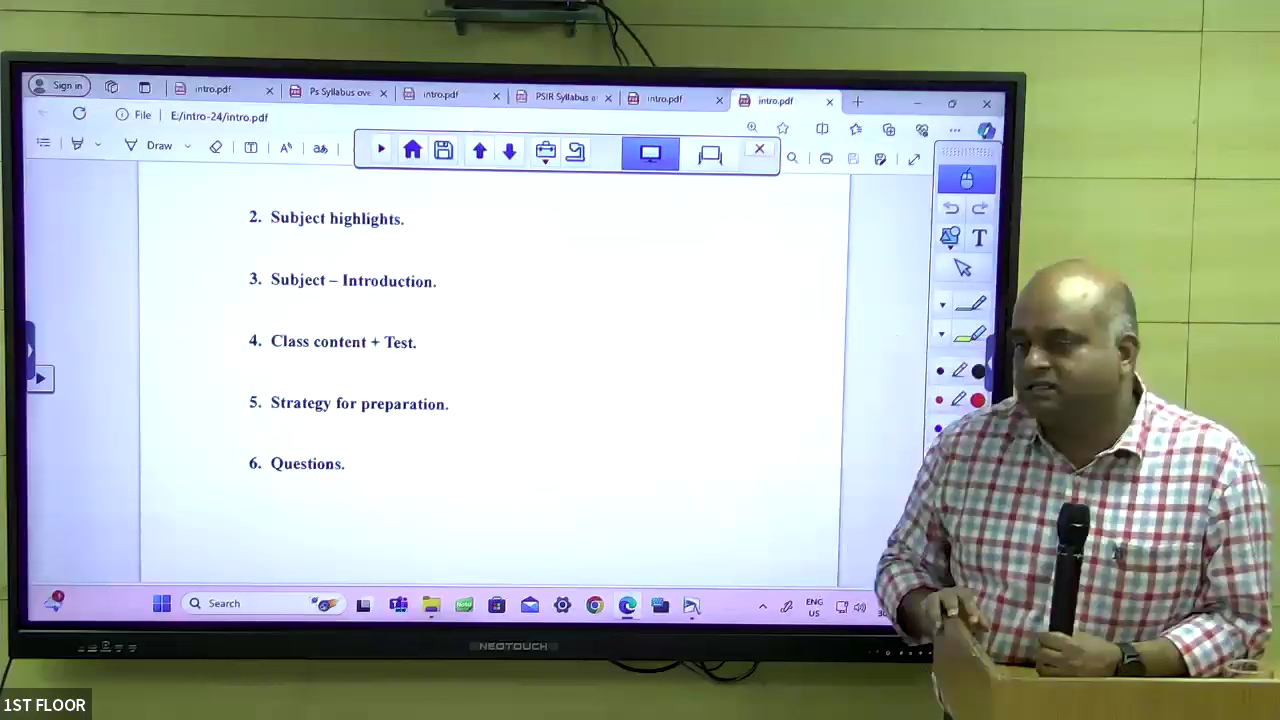 Sign in
intro.pdf
Ps Syllabus ove
intro.pdf
PSIR Syllabus o
intro.pdf
intro.pdf
File
E:/intro-24/intro.pdf
Draw
2. Subject highlights.
3. Subject – Introduction.
4. Class content + Test.
5. Strategy for preparation.
6. Questions.
Search
ENG
US
NEOTOUCH
1ST FLOOR